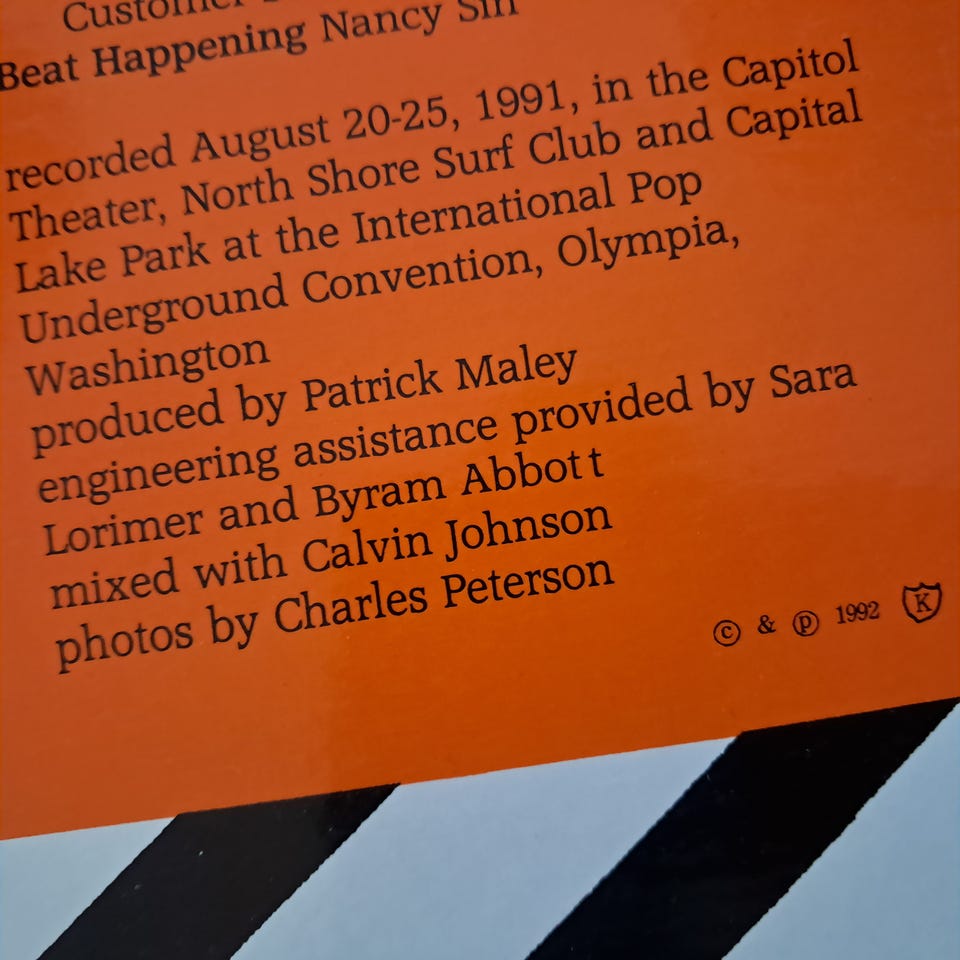 Customer
Beat Happening Nancy Sin
recorded August 20-25, 1991, in the Capitol
Theater, North Shore Surf Club and Capital
Lake Park at the International Pop
Underground Convention, Olympia,
Washington
produced by Patrick Maley
engineering assistance provided by Sara
Lorimer and Byram Abbott
mixed with Calvin Johnson
photos by Charles Peterson
© & ℗ 1992 K